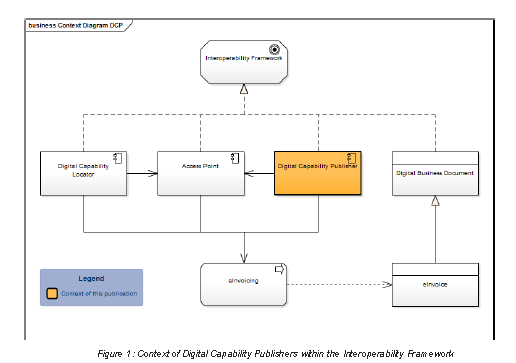 business Context Diagram DCP
Interoperability Framework
Digital Capability
Locator
Access Point
Digital Capability Publisher
Digital Business Document
eInvoicing
eInvoice
Legend
Context of this publication
Figure 1: Context of Digital Capability Publishers within the Interoperability Framework